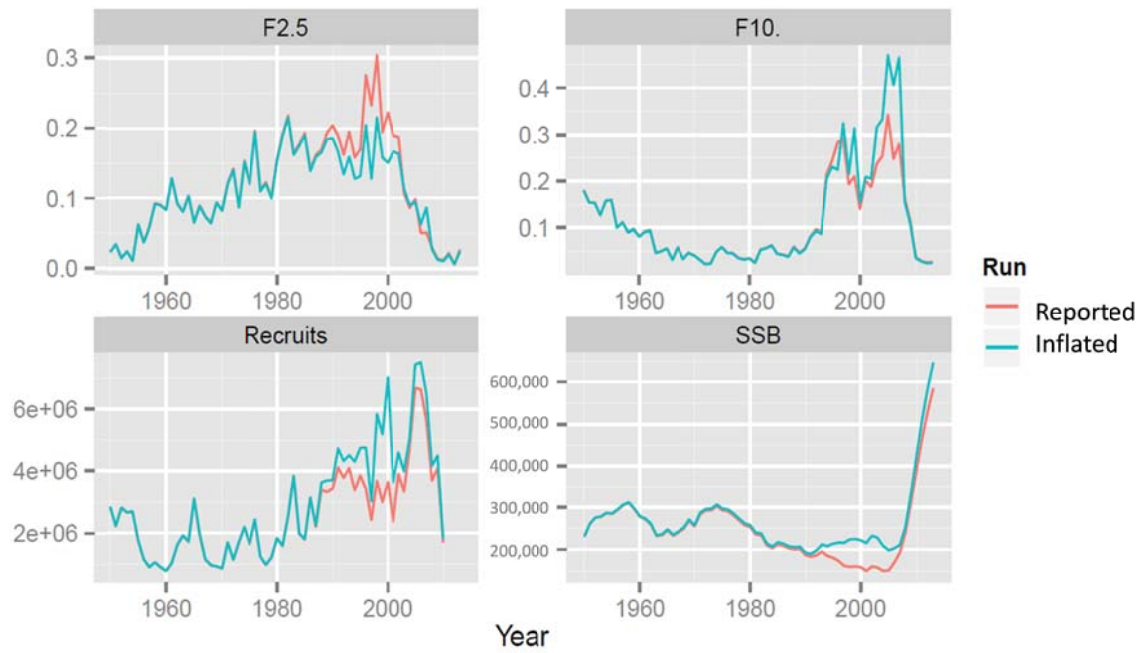 F2.5
0.3
0.2
0.1
0.0
1960 1980 2000
F10.
0.4
0.3
0.2
0.1
1960 1980 2000
Recruits
6e+06
4e+06
2e+06
1960 1980 2000
SSB
600,000
500,000
400,000
300,000
200,000
1960 1980 2000
Year
Run
Reported
Inflated